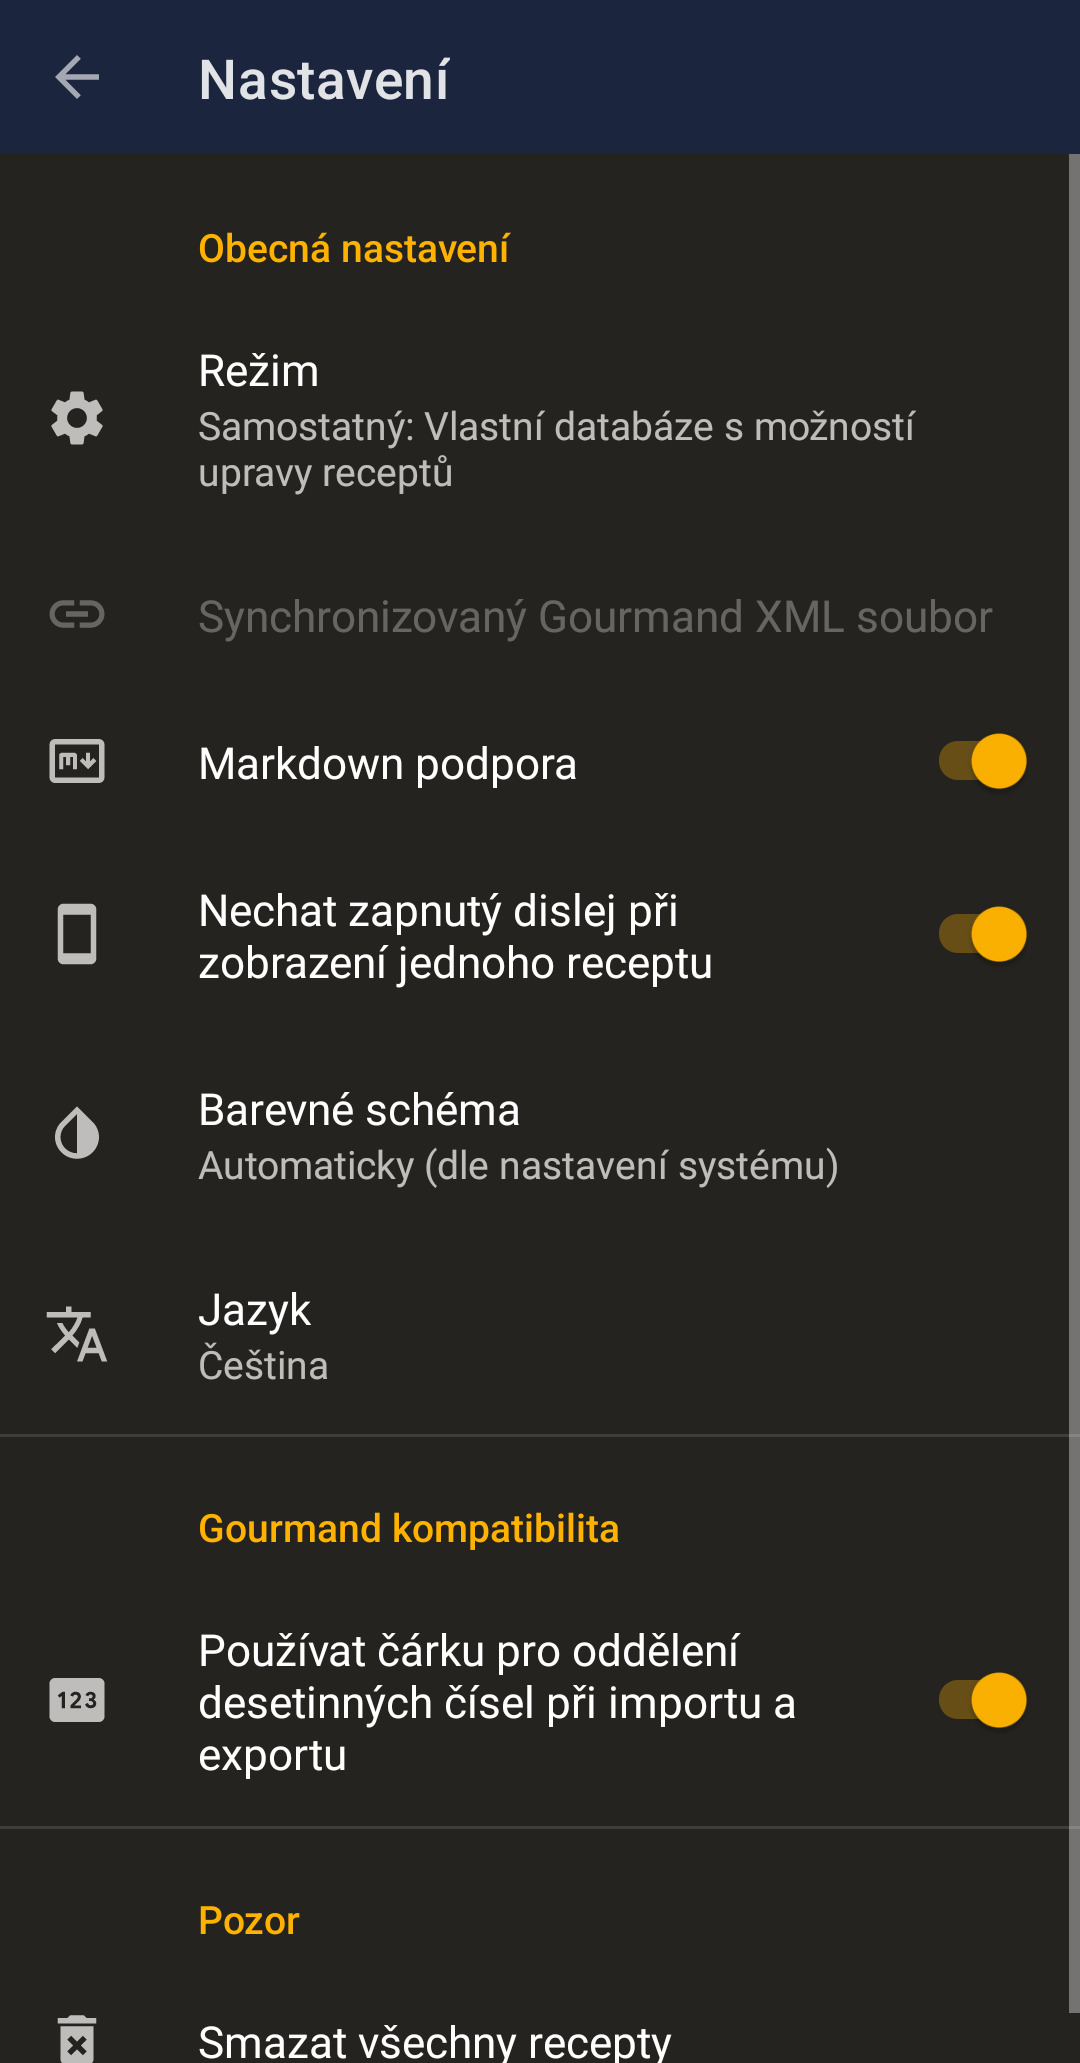 Nastavení
Obecná nastavení
Režim
Samostatný: Vlastní databáze s možností
upravy receptů
Synchronizovaný Gourmand XML soubor
Markdown podpora
Nechat zapnutý dislej při
zobrazení jednoho receptu
Barevné schéma
Automaticky (dle nastavení systému)
Jazyk
Čeština
Gourmand kompatibilita
123
Používat čárku pro oddělení
desetinných čísel při importu a
exportu
Pozor
Smazat všechny recepty